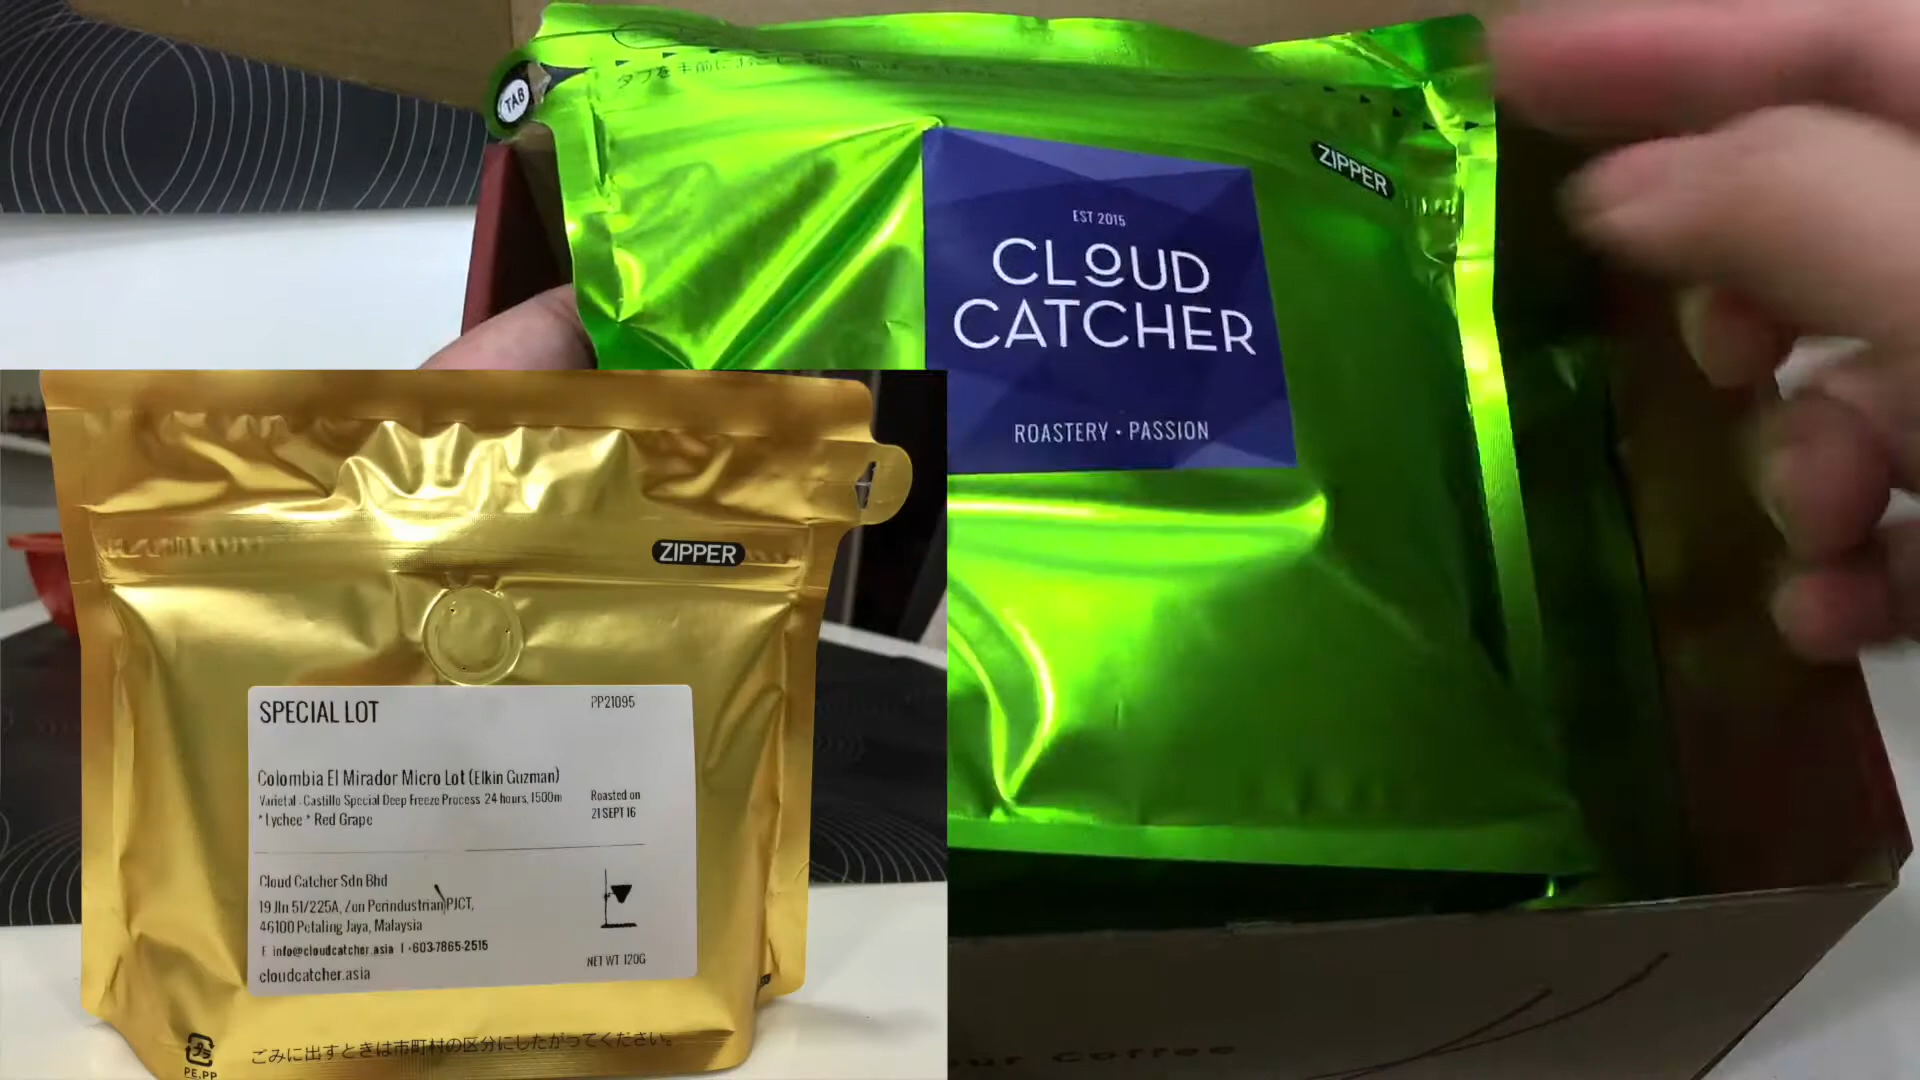 TAB
ZIPPER
EST 2015
CLOUD
CATCHER
ROASTERY • PASSION
ZIPPER
SPECIAL LOT
PP21095
Colombia El Mirador Micro Lot (Elkin Guzman)
Varietal - Castillo Special Deep Freeze Process 24 hours, 1500m
* Lychee * Red Grape
Roasted on
21 SEPT 16
Cloud Catcher Sdn Bhd
19 Jln 51/225A, Zon Perindustrian PJCT,
46100 Petaling Jaya, Malaysia
info@cloudcatcher.asia
+603-7865-2515
cloudcatcher.asia
NET WT 120G
プラ
PE,PP
ごみに出すときは市町村の区分にしたがってください。
our Coffee